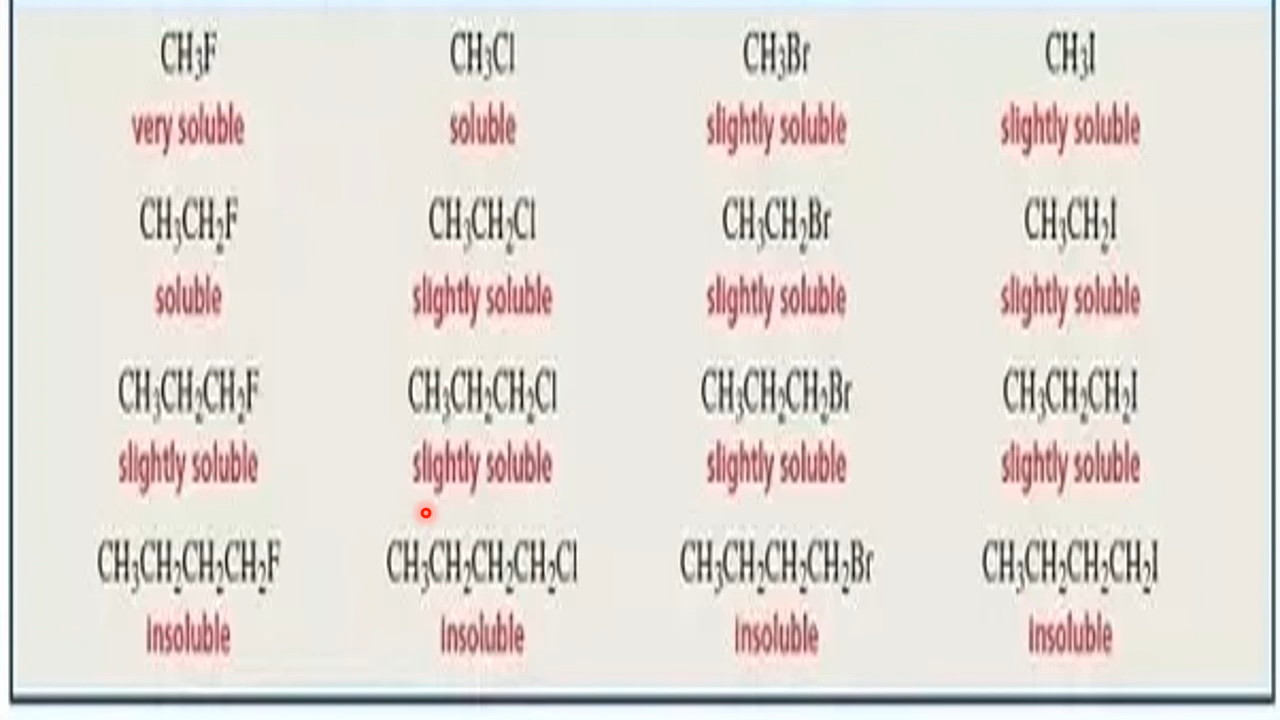 CH₃F CH₃Cl CH₃Br CH₃I
very soluble soluble slightly soluble slightly soluble
CH₃CH₂F CH₃CH₂Cl CH₃CH₂Br CH₃CH₂I
soluble slightly soluble slightly soluble slightly soluble
CH₃CH₂CH₂F CH₃CH₂CH₂Cl CH₃CH₂CH₂Br CH₃CH₂CH₂I
slightly soluble slightly soluble slightly soluble slightly soluble
CH₃CH₂CH₂CH₂F CH₃CH₂CH₂CH₂Cl CH₃CH₂CH₂CH₂Br CH₃CH₂CH₂CH₂I
insoluble insoluble insoluble insoluble